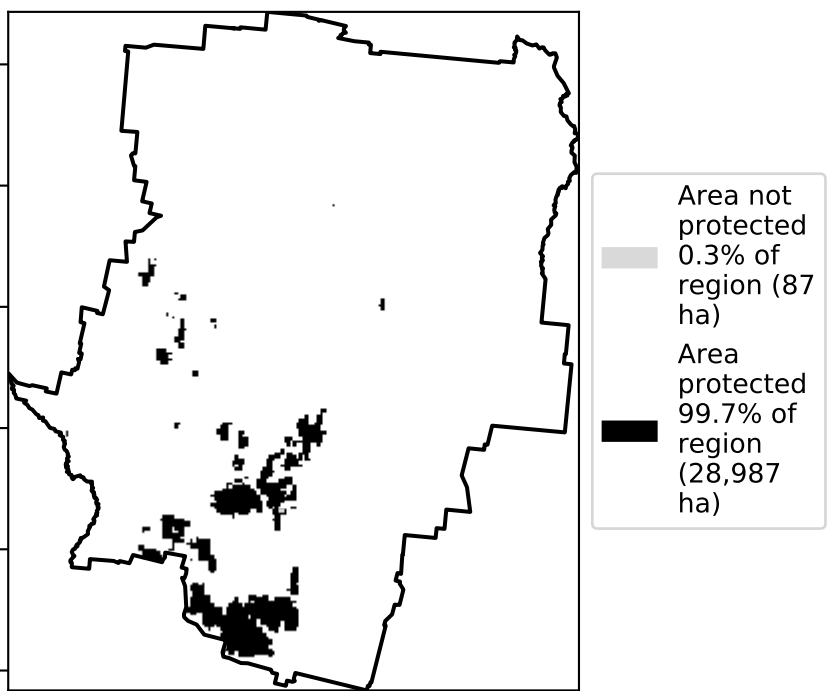 Area not
protected
0.3% of
region (87
ha)
Area
protected
99.7% of
region
(28,987
ha)